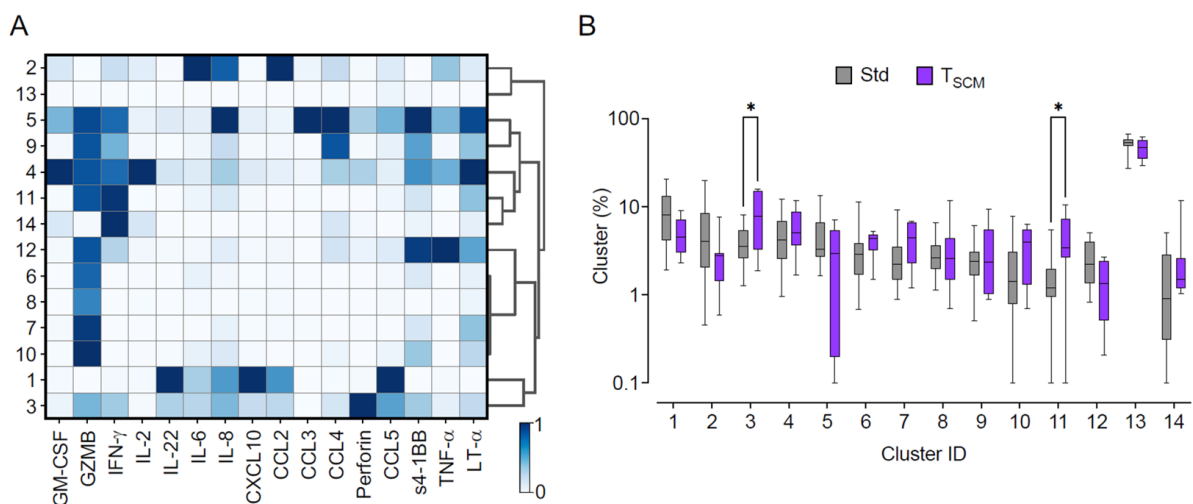 A
2
13
5
9
4
11
14
12
6
8
7
10
1
3
GM-CSF
GZMB
IFN-γ
IL-2
IL-22
IL-6
IL-8
CXCL10
CCL2
CCL3
CCL4
Perforin
CCL5
s4-1BB
TNF-α
LT-α
1
0
B
Std TSCM
* *
Cluster (%)
100
10
1
0.1
1 2 3 4 5 6 7 8 9 10 11 12 13 14
Cluster ID